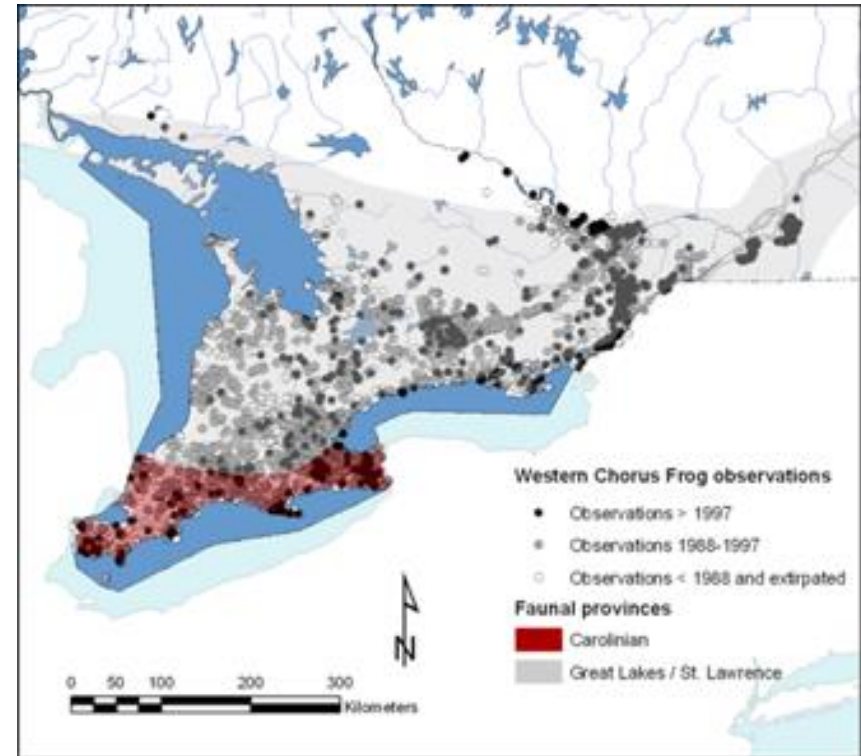 Western Chorus Frog observations
Observations > 1997
Observations 1988-1997
Observations < 1988 and extirpated
Faunal provinces
Carolinian
Great Lakes / St. Lawrence
N
0 50 100 200 300
Kilometers